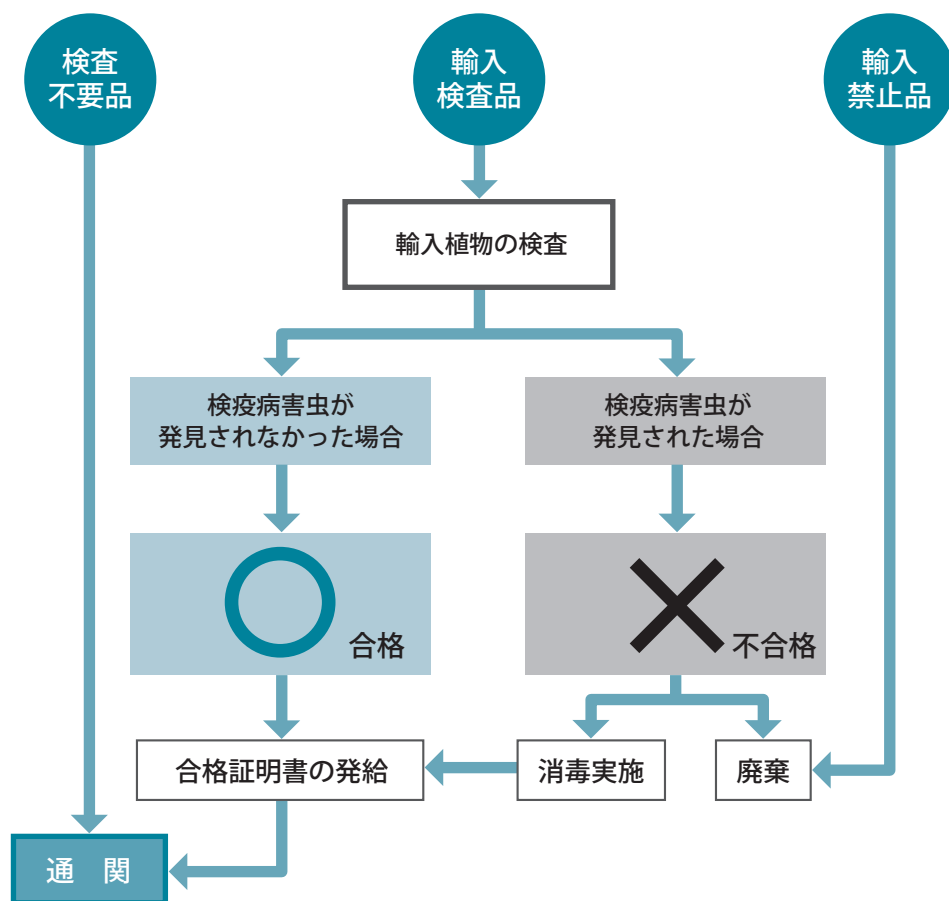 検査
不要品
輸入
検査品
輸入
禁止品
輸入植物の検査
検疫病害虫が
発見されなかった場合
検疫病害虫が
発見された場合
合格
不合格
合格証明書の発給
消毒実施
廃棄
通　関